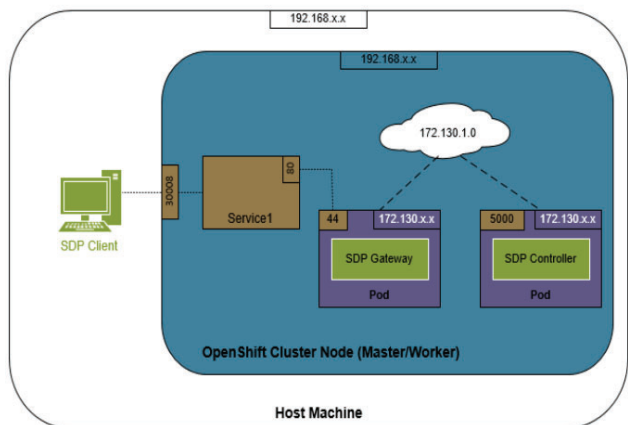 192.168.x.x
192.168.x.x
172.130.1.0
30008
80
Service1
SDP Client
44
172.130.x.x
5000
172.130.x.x
SDP Gateway
SDP Controller
Pod
Pod
OpenShift Cluster Node (Master/Worker)
Host Machine